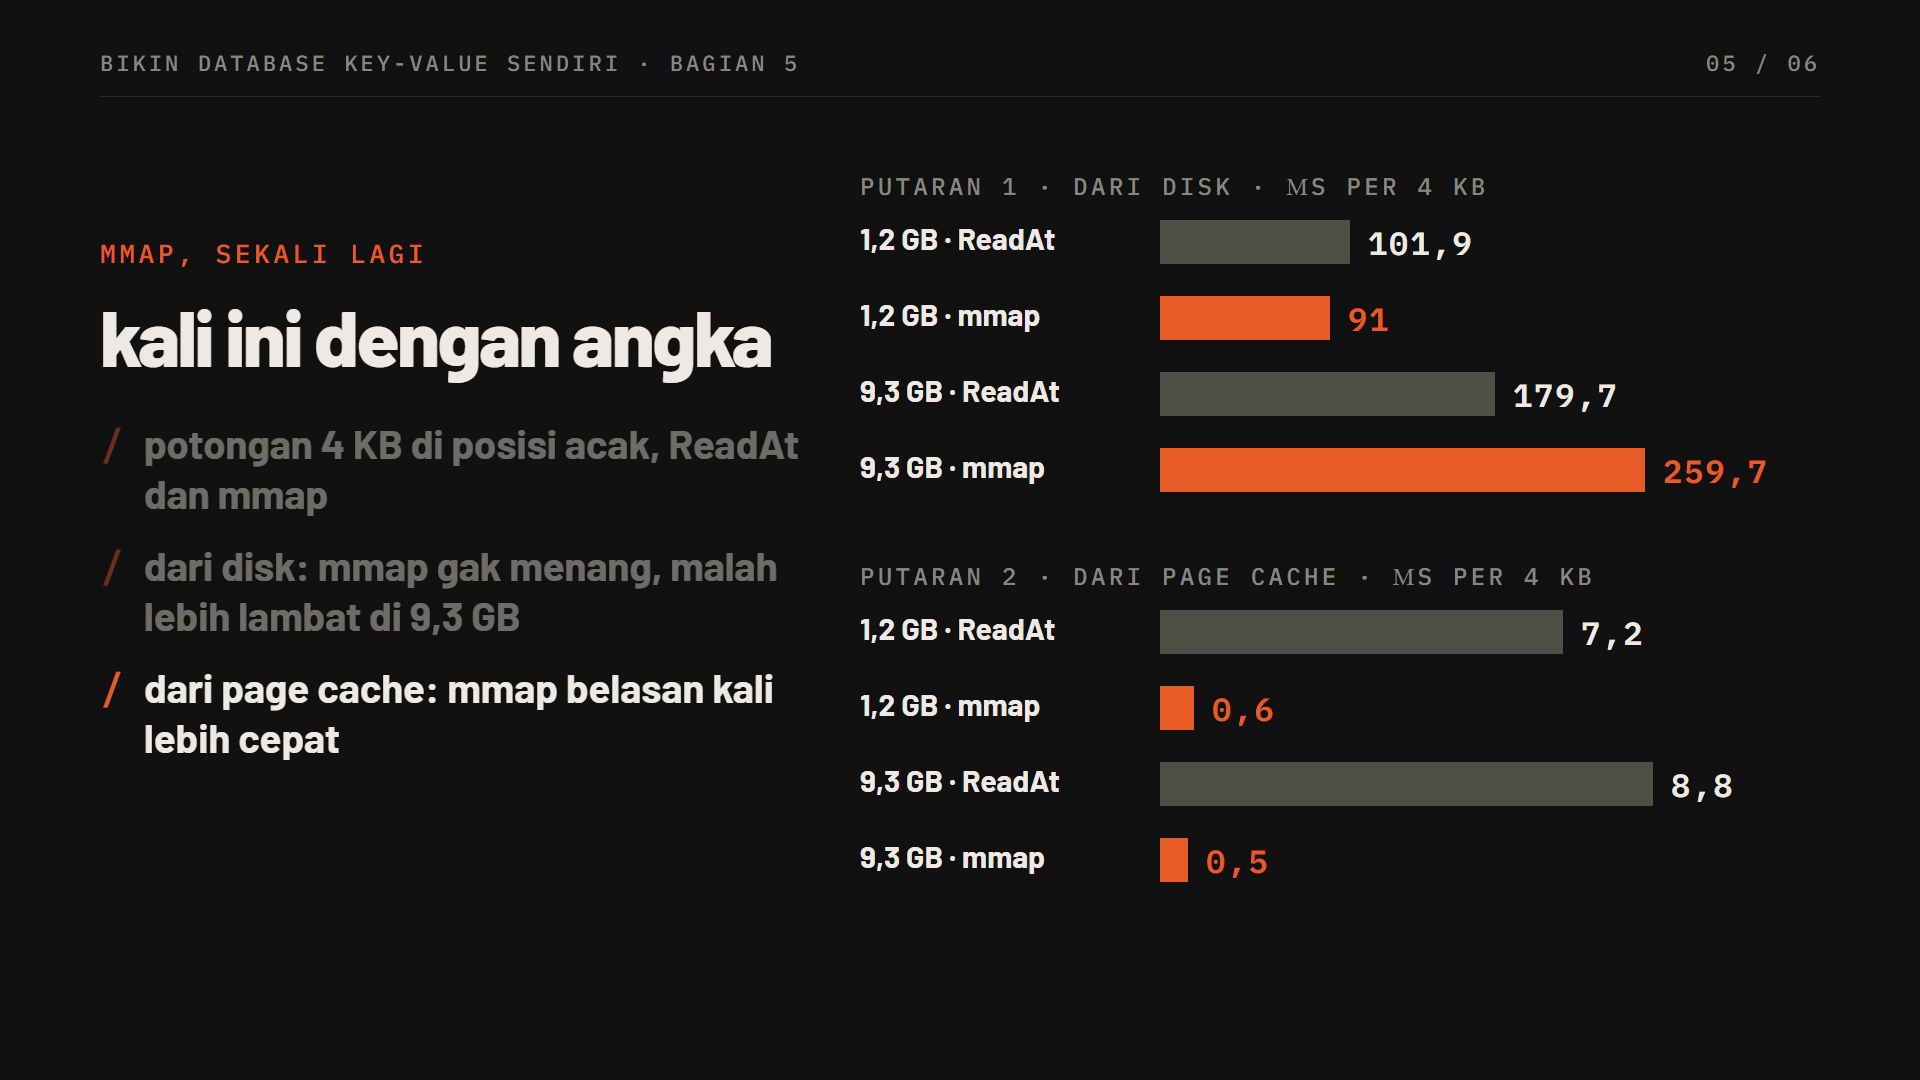 BIKIN DATABASE KEY-VALUE SENDIRI · BAGIAN 5
05 / 06
MMAP, SEKALI LAGI
kali ini dengan angka
/ potongan 4 KB di posisi acak, ReadAt
dan mmap
/ dari disk: mmap gak menang, malah
lebih lambat di 9,3 GB
/ dari page cache: mmap belasan kali
lebih cepat
PUTARAN 1 · DARI DISK · ΜS PER 4 KB
1,2 GB · ReadAt 101,9
1,2 GB · mmap 91
9,3 GB · ReadAt 179,7
9,3 GB · mmap 259,7
PUTARAN 2 · DARI PAGE CACHE · ΜS PER 4 KB
1,2 GB · ReadAt 7,2
1,2 GB · mmap 0,6
9,3 GB · ReadAt 8,8
9,3 GB · mmap 0,5